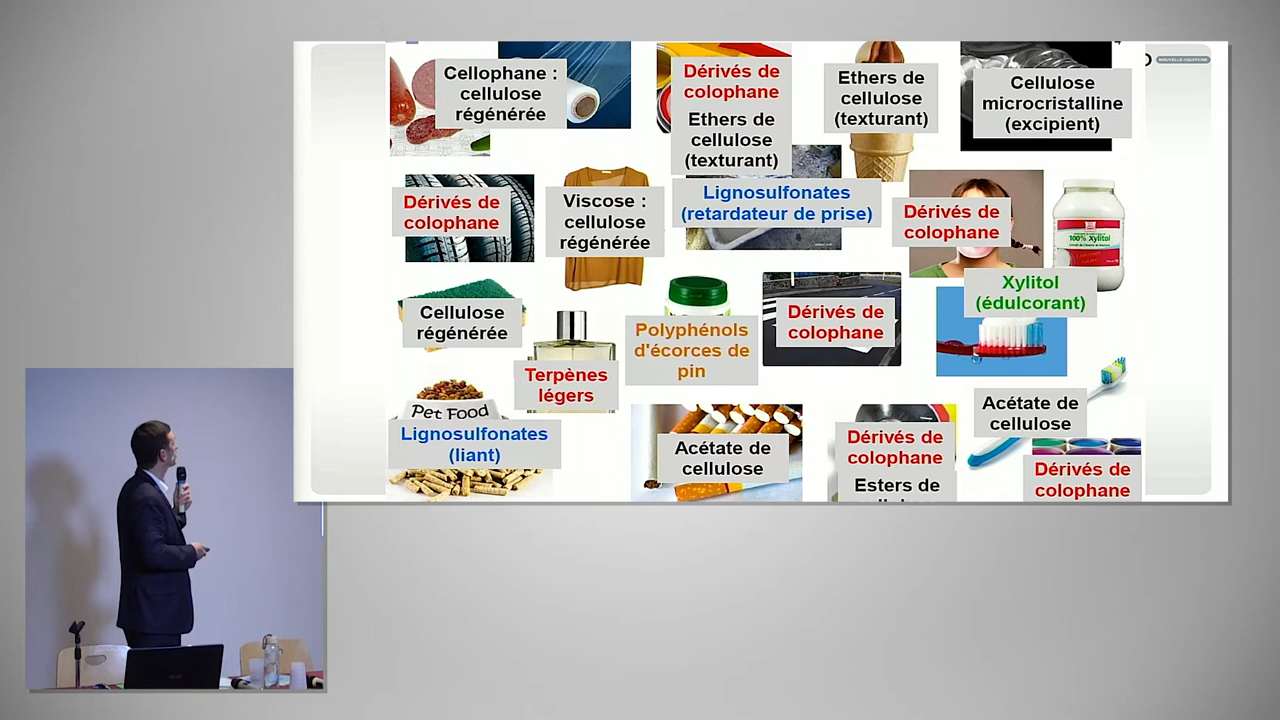 Cellophane :
cellulose
régénérée
Dérivés de
colophane
Ethers de
cellulose
(texturant)
Ethers de
cellulose
(texturant)
Cellulose
microcristalline
(excipient)
NOUVELLE-AQUITAINE
Dérivés de
colophane
Viscose :
cellulose
régénérée
Lignosulfonates
(retardateur de prise)
Dérivés de
colophane
100% Xylitol
Xylitol
(édulcorant)
Cellulose
régénérée
Terpènes
légers
Polyphénols
d'écorces de
pin
Dérivés de
colophane
Pet Food
Lignosulfonates
(liant)
Acétate de
cellulose
Dérivés de
colophane
Esters de
Acétate de
cellulose
Dérivés de
colophane